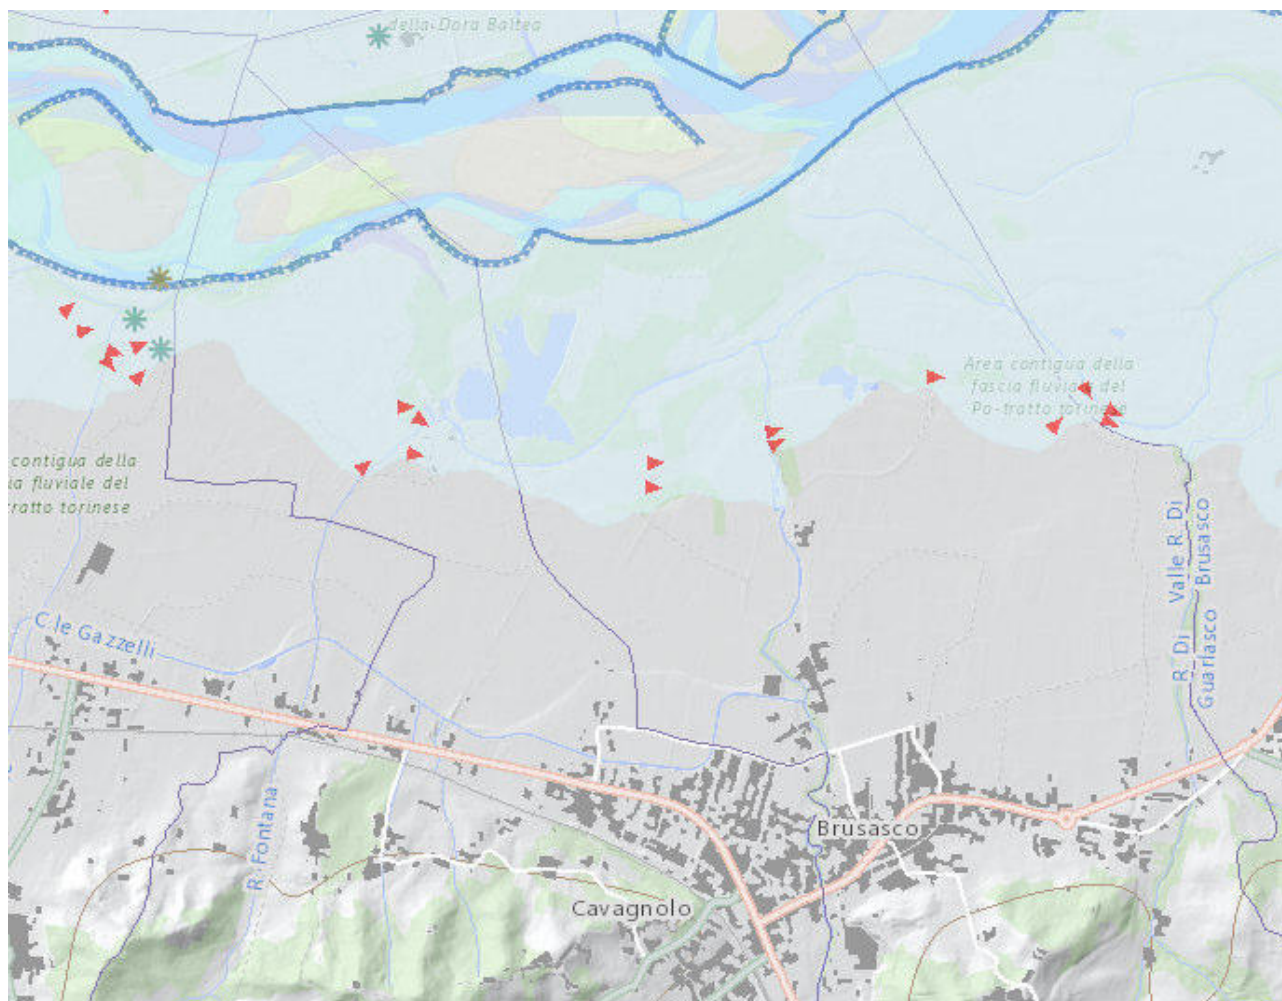 della Dora Baltea
Area contigua della
fascia fluviale del
Po-tratto torinese
contigua della
ia fluviale del
tratto torinese
Valle R. Di
Brusasco
R. Di
Guarlasco
C.le Gazzelli
R. Fontana
Brusasco
Cavagnolo